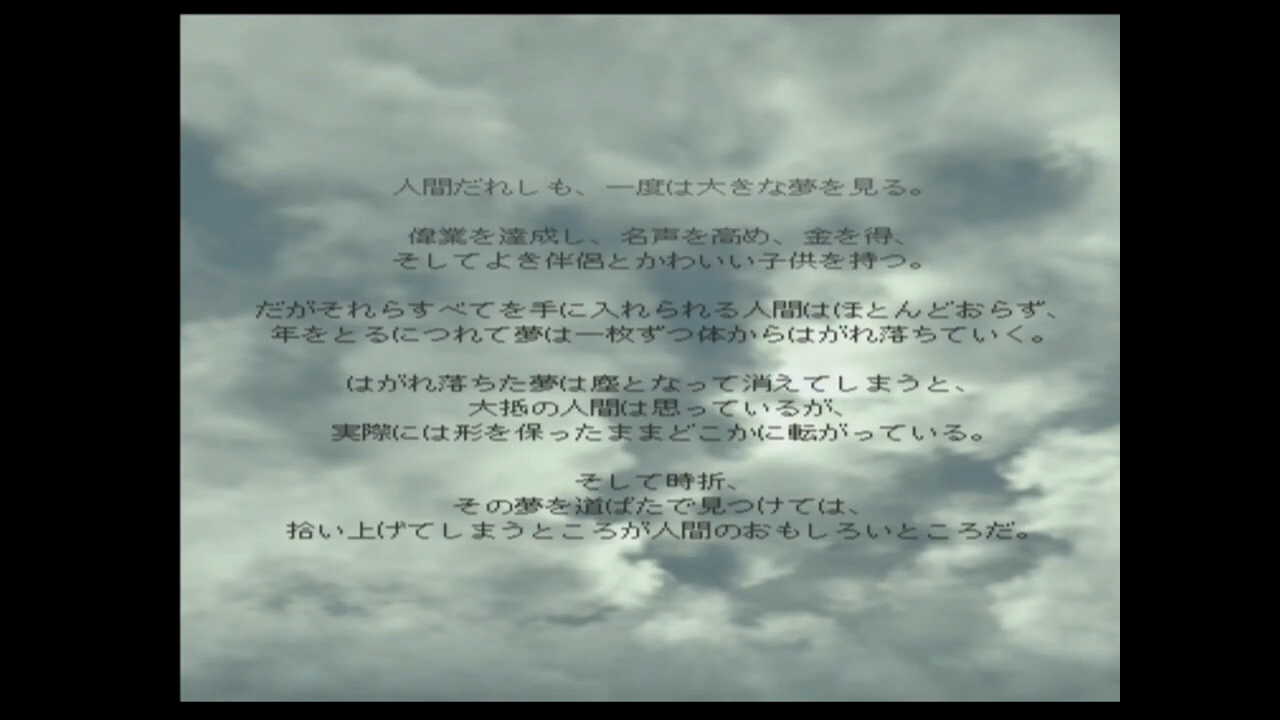 人間だれしも、一度は大きな夢を見る。
偉業を達成し、名声を高め、金を得、
そしてよき伴侶とかわいい子供を持つ。
だがそれらすべてを手に入れられる人間はほとんどおらず、
年をとるにつれて夢は一枚ずつ体からはがれ落ちていく。
はがれ落ちた夢は塵となって消えてしまうと、
大抵の人間は思っているが、
実際には形を保ったままどこかに転がっている。
そして時折、
その夢を道ばたで見つけては、
拾い上げてしまうところが人間のおもしろいところだ。